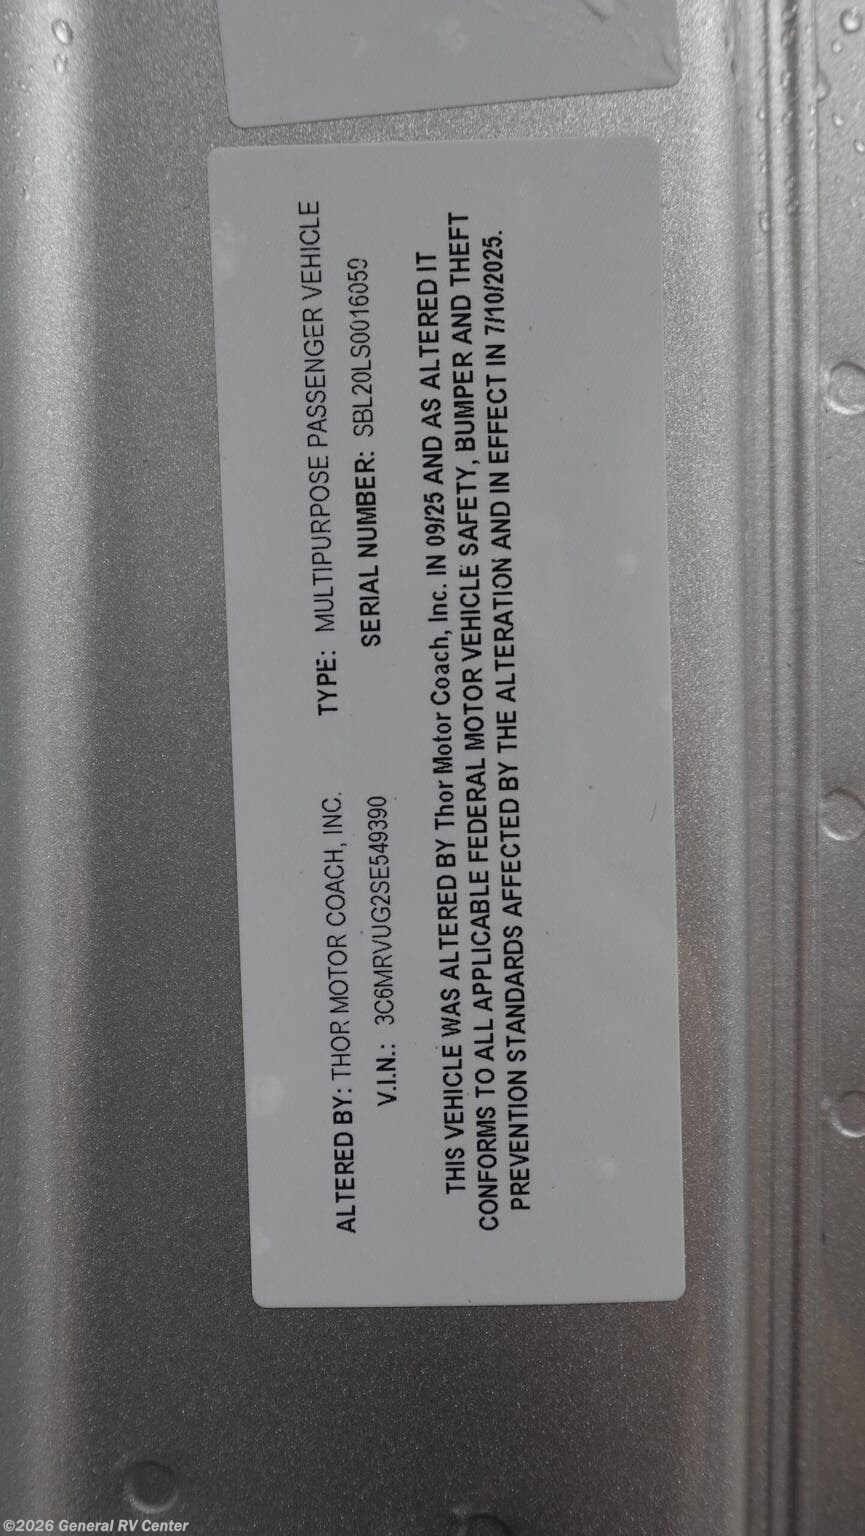 ALTERED BY: THOR MOTOR COACH, INC. TYPE: MULTIPURPOSE PASSENGER VEHICLE
V.I.N.: 3C6MRVUG2SE549390 SERIAL NUMBER: SBL20LS0016059
THIS VEHICLE WAS ALTERED BY Thor Motor Coach, Inc. IN 09/25 AND AS ALTERED IT
CONFORMS TO ALL APPLICABLE FEDERAL MOTOR VEHICLE SAFETY, BUMPER AND THEFT
PREVENTION STANDARDS AFFECTED BY THE ALTERATION AND IN EFFECT IN 7/10/2025.
©2026 General RV Center